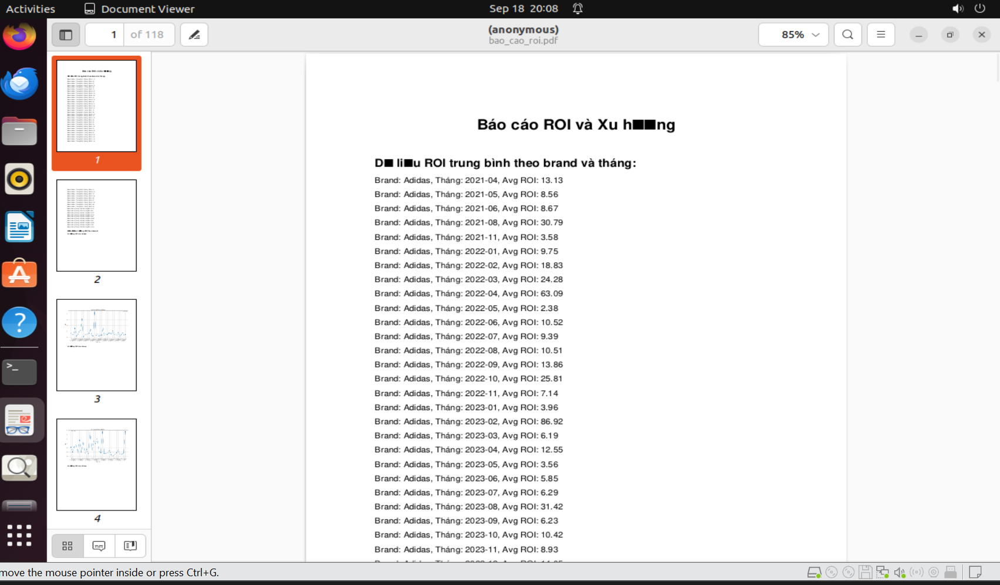 Activities
Document Viewer
Sep 18 20:08
1
of 118
(anonymous)
bao_cao_roi.pdf
85%
1
2
3
4
Báo cáo ROI và Xu h■■ng
D■ li■u ROI trung bình theo brand và tháng:
Brand: Adidas, Tháng: 2021-04, Avg ROI: 13.13
Brand: Adidas, Tháng: 2021-05, Avg ROI: 8.56
Brand: Adidas, Tháng: 2021-06, Avg ROI: 8.67
Brand: Adidas, Tháng: 2021-08, Avg ROI: 30.79
Brand: Adidas, Tháng: 2021-11, Avg ROI: 3.58
Brand: Adidas, Tháng: 2022-01, Avg ROI: 9.75
Brand: Adidas, Tháng: 2022-02, Avg ROI: 18.83
Brand: Adidas, Tháng: 2022-03, Avg ROI: 24.28
Brand: Adidas, Tháng: 2022-04, Avg ROI: 63.09
Brand: Adidas, Tháng: 2022-05, Avg ROI: 2.38
Brand: Adidas, Tháng: 2022-06, Avg ROI: 10.52
Brand: Adidas, Tháng: 2022-07, Avg ROI: 9.39
Brand: Adidas, Tháng: 2022-08, Avg ROI: 10.51
Brand: Adidas, Tháng: 2022-09, Avg ROI: 13.86
Brand: Adidas, Tháng: 2022-10, Avg ROI: 25.81
Brand: Adidas, Tháng: 2022-11, Avg ROI: 7.14
Brand: Adidas, Tháng: 2023-01, Avg ROI: 3.96
Brand: Adidas, Tháng: 2023-02, Avg ROI: 86.92
Brand: Adidas, Tháng: 2023-03, Avg ROI: 6.19
Brand: Adidas, Tháng: 2023-04, Avg ROI: 12.55
Brand: Adidas, Tháng: 2023-05, Avg ROI: 3.56
Brand: Adidas, Tháng: 2023-06, Avg ROI: 5.85
Brand: Adidas, Tháng: 2023-07, Avg ROI: 6.29
Brand: Adidas, Tháng: 2023-08, Avg ROI: 31.42
Brand: Adidas, Tháng: 2023-09, Avg ROI: 6.23
Brand: Adidas, Tháng: 2023-10, Avg ROI: 10.42
Brand: Adidas, Tháng: 2023-11, Avg ROI: 8.93
move the mouse pointer inside or press Ctrl+G.